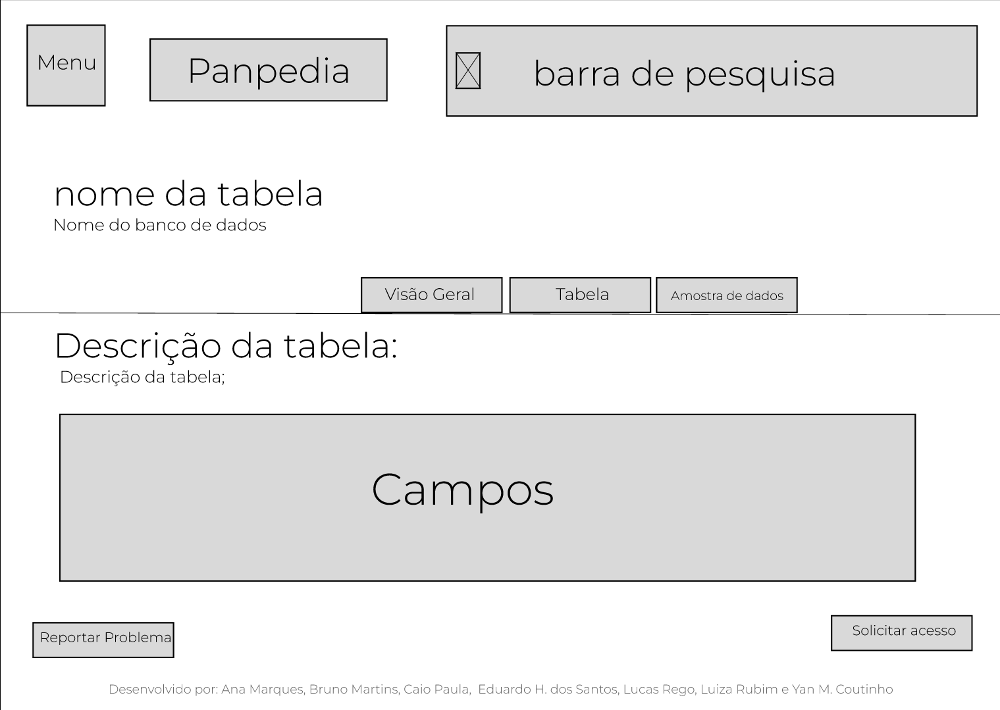 Menu
Panpedia
barra de pesquisa
nome da tabela
Nome do banco de dados
Visão Geral
Tabela
Amostra de dados
Descrição da tabela:
Descrição da tabela;
Campos
Reportar Problema
Solicitar acesso
Desenvolvido por: Ana Marques, Bruno Martins, Caio Paula, Eduardo H. dos Santos, Lucas Rego, Luiza Rubim e Yan M. Coutinho